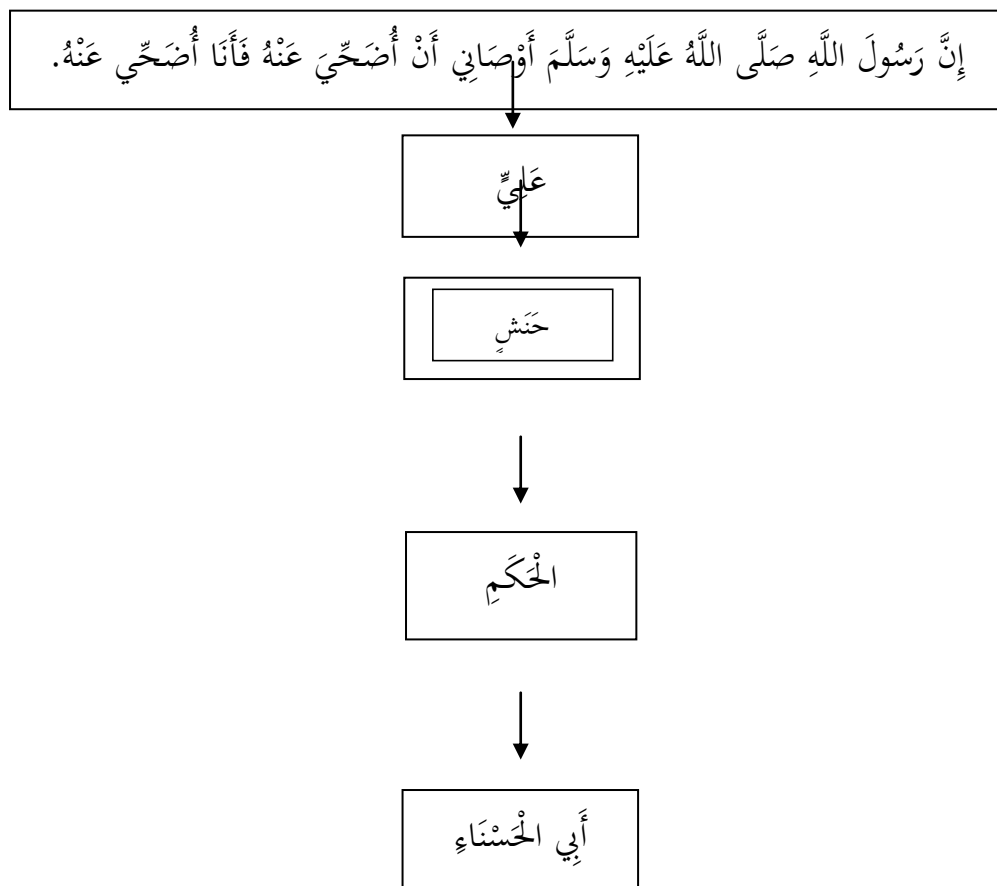 إِنَّ رَسُولَ اللَّهِ صَلَّى اللَّهُ عَلَيْهِ وَسَلَّمَ أَوْصَانِي أَنْ أُضَحِّيَ عَنْهُ فَأَنَا أُضَحِّي عَنْهُ.
عَلِيٍّ
حَنَشٍ
الْحَكَمِ
أَبِي الْحَسْنَاءِ